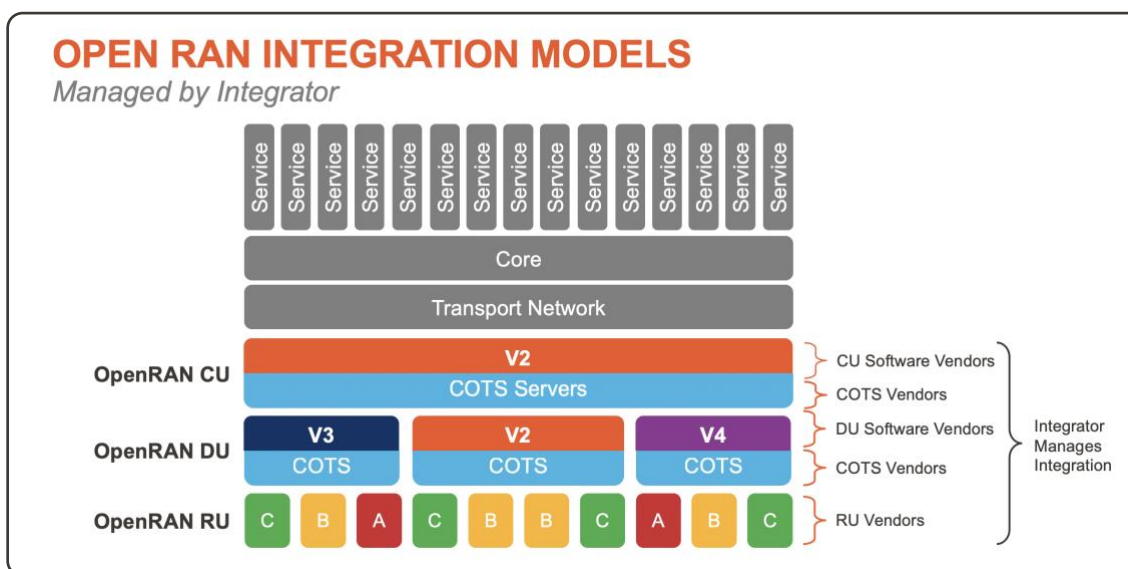 OPEN RAN INTEGRATION MODELS
Managed by Integrator
Service Service Service Service Service Service Service Service Service Service Service Service Service Service Service
Core
Transport Network
OpenRAN CU
V2
COTS Servers
CU Software Vendors
COTS Vendors
OpenRAN DU
V3 V2 V4
COTS COTS COTS
DU Software Vendors
COTS Vendors
OpenRAN RU
C B A C B B C A B C
RU Vendors
Integrator
Manages
Integration